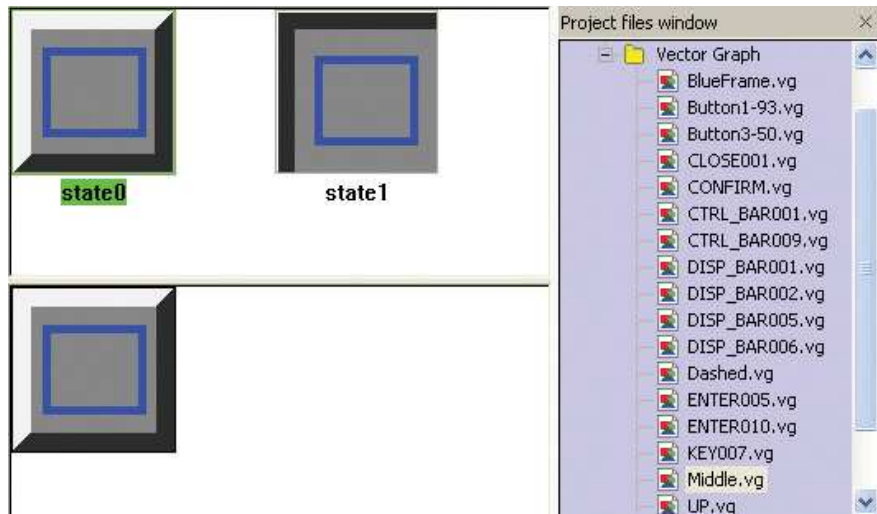 state0
state1
Project files window
Vector Graph
BlueFrame.vg
Button1-93.vg
Button3-50.vg
CLOSE001.vg
CONFIRM.vg
CTRL_BAR001.vg
CTRL_BAR009.vg
DISP_BAR001.vg
DISP_BAR002.vg
DISP_BAR005.vg
DISP_BAR006.vg
Dashed.vg
ENTER005.vg
ENTER010.vg
KEY007.vg
Middle.vg
UP.vg